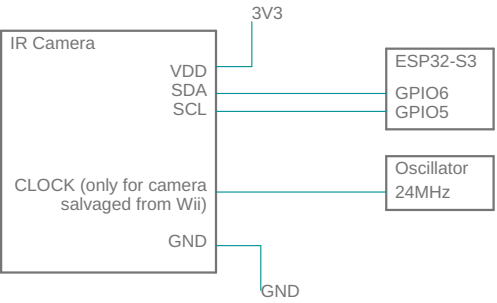 3V3
IR Camera
VDD
SDA
SCL
CLOCK (only for camera
salvaged from Wii)
GND
GND
ESP32-S3
GPIO6
GPIO5
Oscillator
24MHz